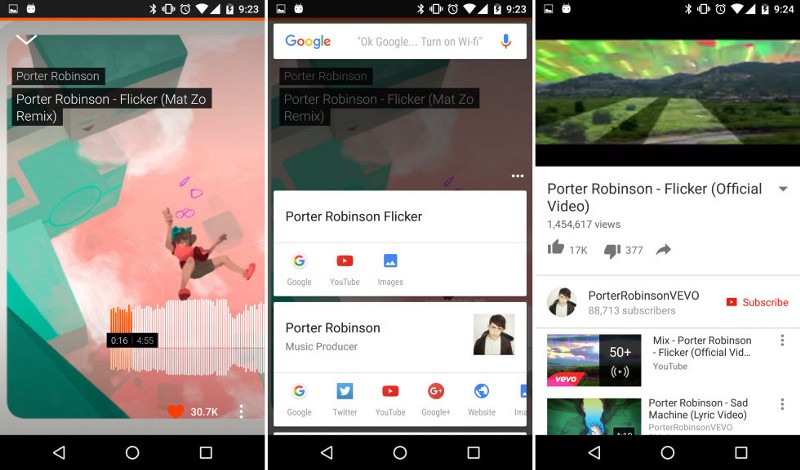 9:23
Porter Robinson
Porter Robinson - Flicker (Mat Zo
Remix)
0:16 | 4:55
30.7K
9:23
Google
"Ok Google... Turn on Wi-fi"
Porter Robinson
Porter Robinson - Flicker (Mat Zo
Remix)
Porter Robinson Flicker
Google YouTube Images
Porter Robinson
Music Producer
Google Twitter YouTube Google+ Website Ima
9:24
Porter Robinson - Flicker (Official
Video)
1,454,617 views
17K 377
PorterRobinsonVEVO
88,713 subscribers
Subscribe
50+
vevo
Mix - Porter Robinson
- Flicker (Official Vid...
YouTube
Porter Robinson - Sad
Machine (Lyric Video)
PorterRobinsonVEVO